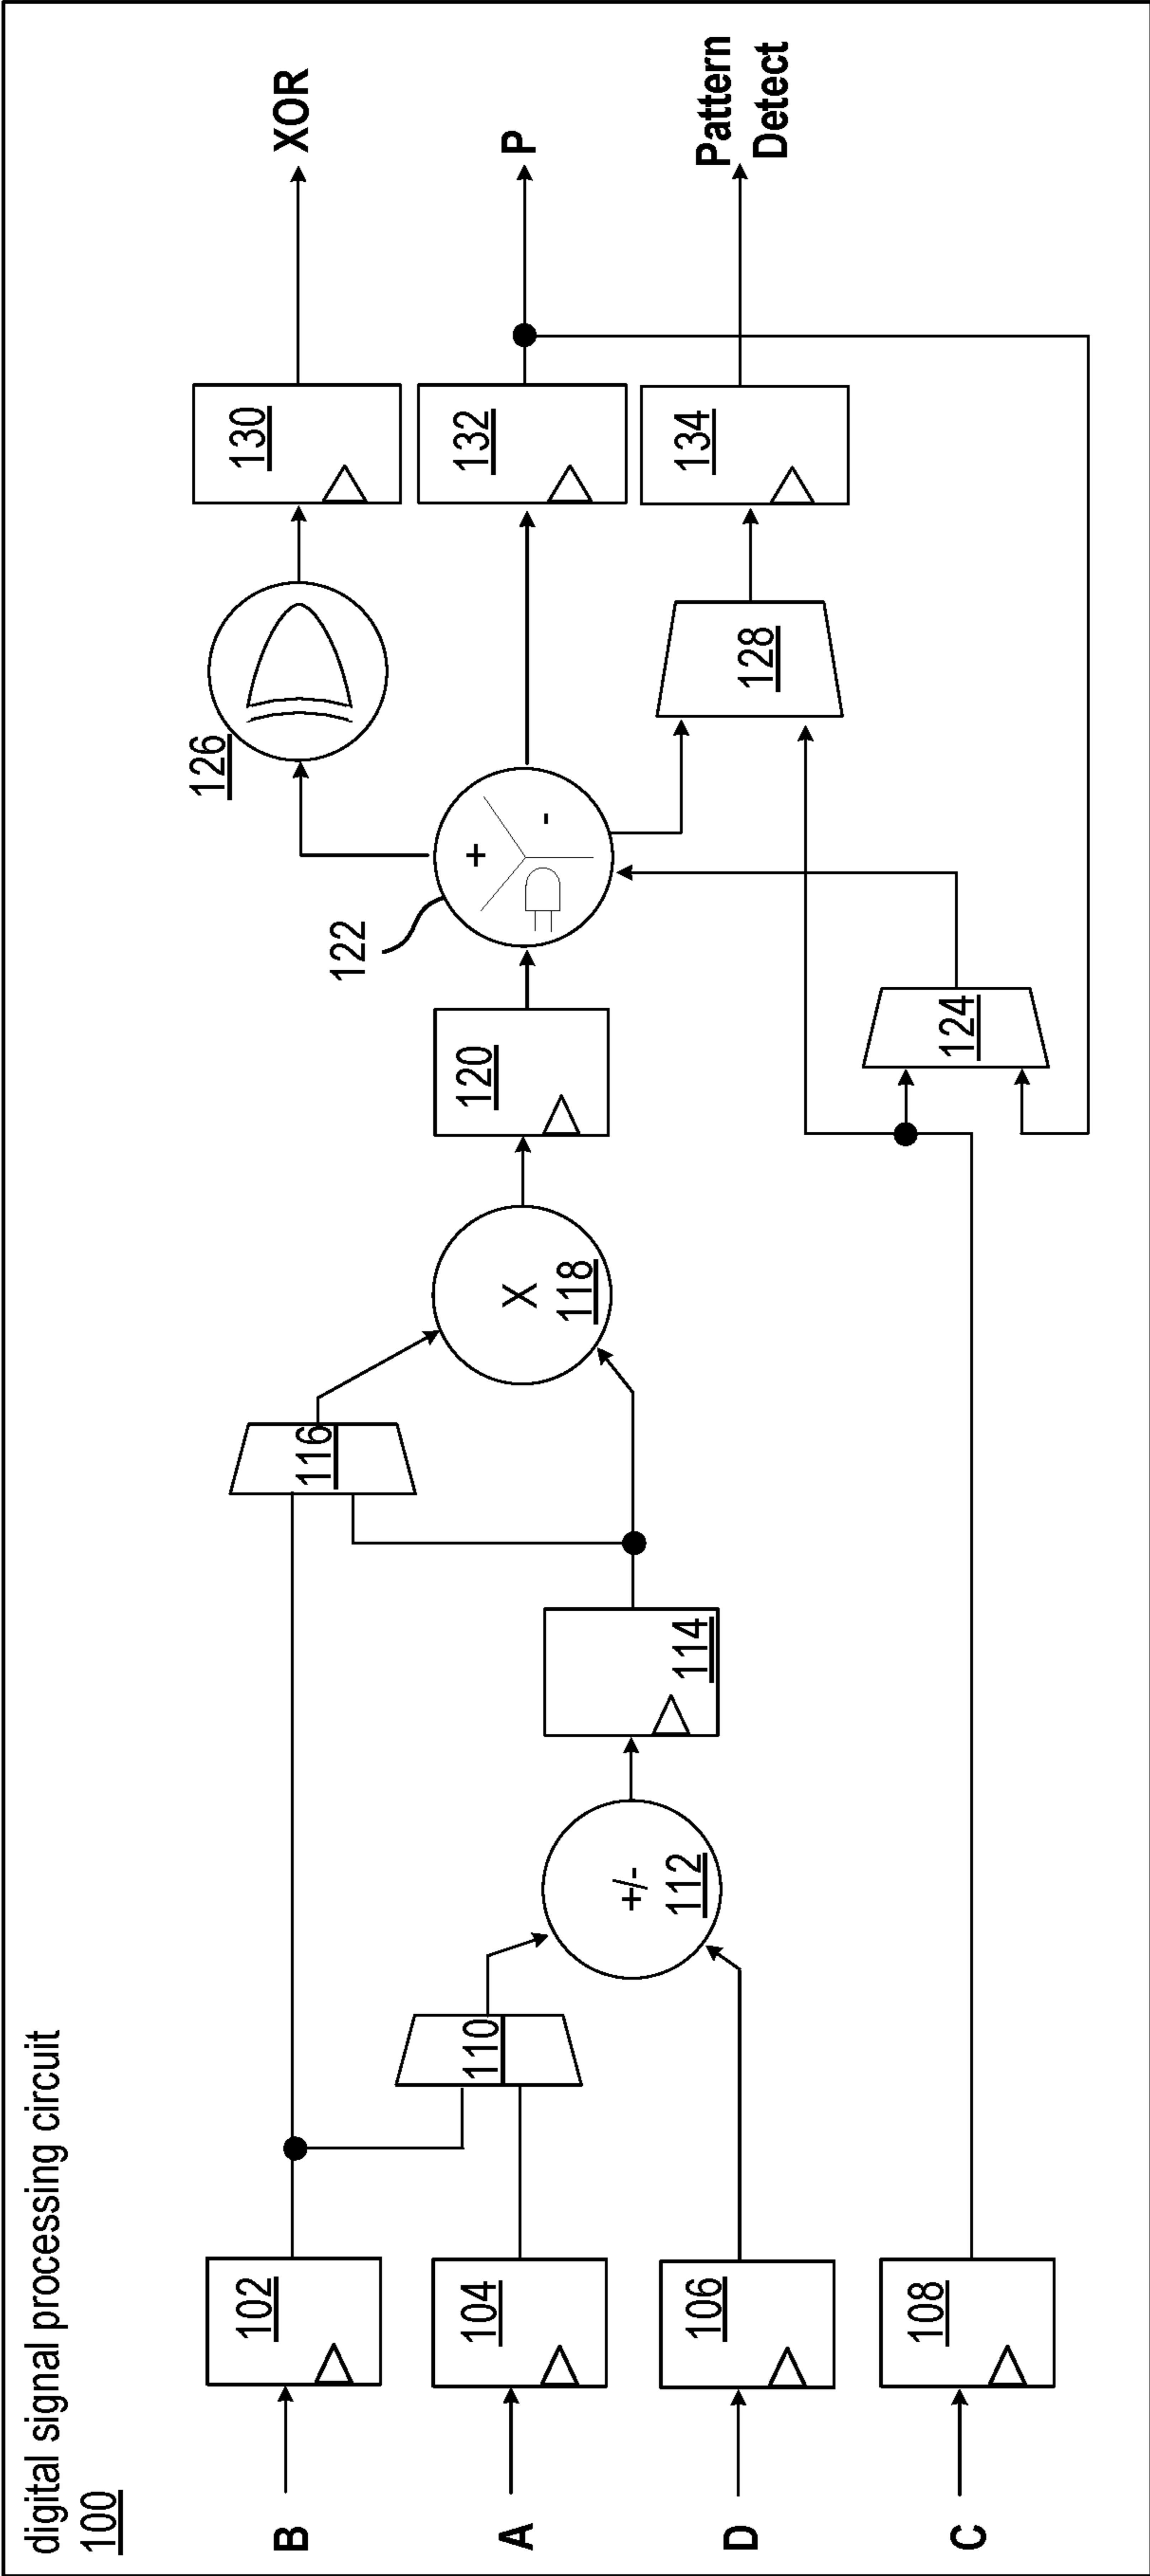 digital signal processing circuit
100
B
A
D
C
102
104
106
108
110
+/-
112
114
116
X
118
120
122
+
-
124
126
128
130
132
134
XOR
P
Pattern
Detect